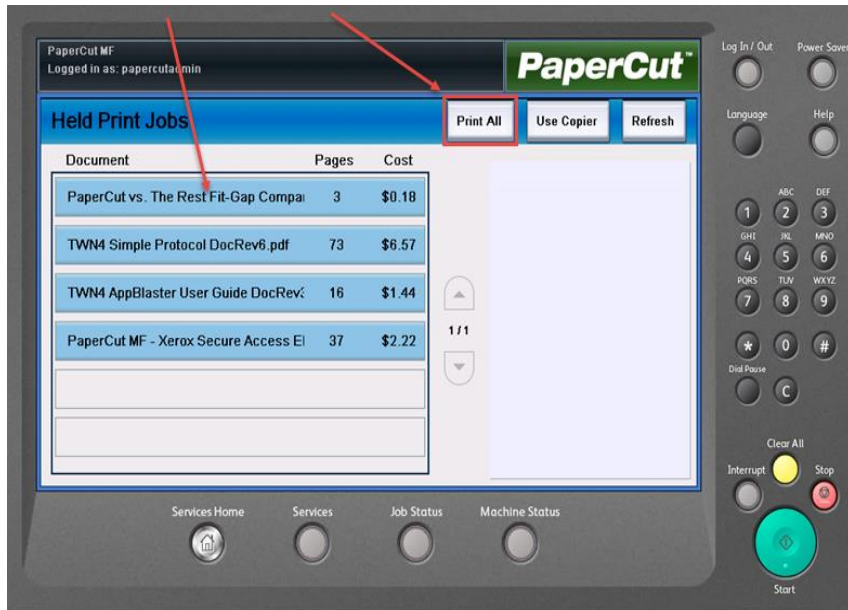 PaperCut MF
Logged in as: papercutadmin
PaperCut™
Held Print Jobs
Print All
Use Copier
Refresh
Document Pages Cost
PaperCut vs. The Rest Fit-Gap Compai 3 $0.18
TWN4 Simple Protocol DocRev6.pdf 73 $6.57
TWN4 AppBlaster User Guide DocRev3 16 $1.44
PaperCut MF - Xerox Secure Access El 37 $2.22
1 / 1
Services Home
Services
Job Status
Machine Status
Log In / Out
Power Saver
Language
Help
ABC DEF
1 2 3
GHI JKL MNO
4 5 6
PQRS TUV WXYZ
7 8 9
* 0 #
Dial Pause
C
Clear All
Interrupt
Stop
Start